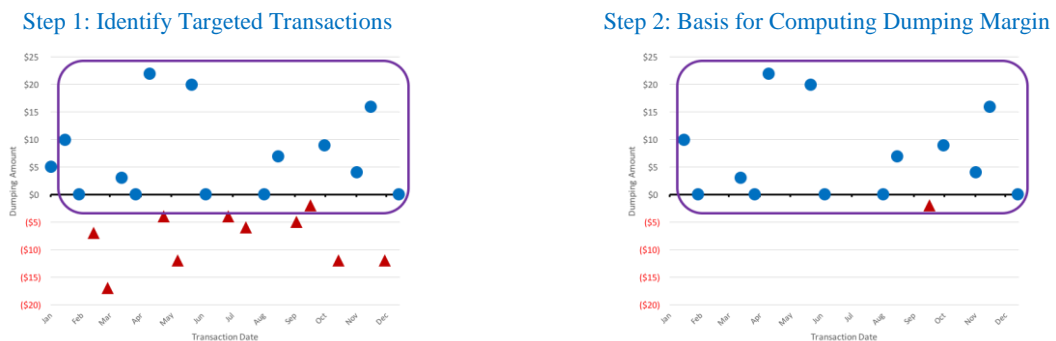 Step 1: Identify Targeted Transactions
$25
$20
$15
$10
$5
$0
($5)
($10)
($15)
($20)
Dumping Amount
Jan Feb Mar Apr May Jun Jul Aug Sep Oct Nov Dec
Transaction Date
Step 2: Basis for Computing Dumping Margin
$25
$20
$15
$10
$5
$0
($5)
($10)
($15)
($20)
Dumping Amount
Jan Feb Mar Apr May Jun Jul Aug Sep Oct Nov Dec
Transaction Date